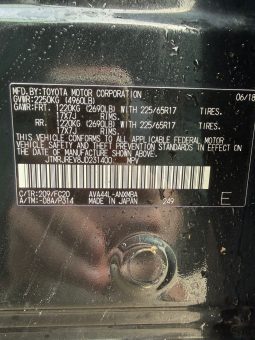 MFD.BY:TOYOTA MOTOR CORPORATION 06/18
GVWR:2250KG (4960LB)
GAWR:FRT. 1220KG (2690LB) WITH 225/65R17 TIRES.
17X7J RIMS.
RR. 1220KG (2690LB) WITH 225/65R17 TIRES.
17X7J RIMS.
THIS VEHICLE CONFORMS TO ALL APPLICABLE FEDERAL MOTOR
VEHICLE SAFETY STANDARDS IN EFFECT ON THE DATE OF
MANUFACTURE SHOWN ABOVE.
JTMRJREV8JD231400 MPV
C/TR:209/FC20 AVA44L-ANXMBA
A/TM:-08A/P314 MADE IN JAPAN 249 E